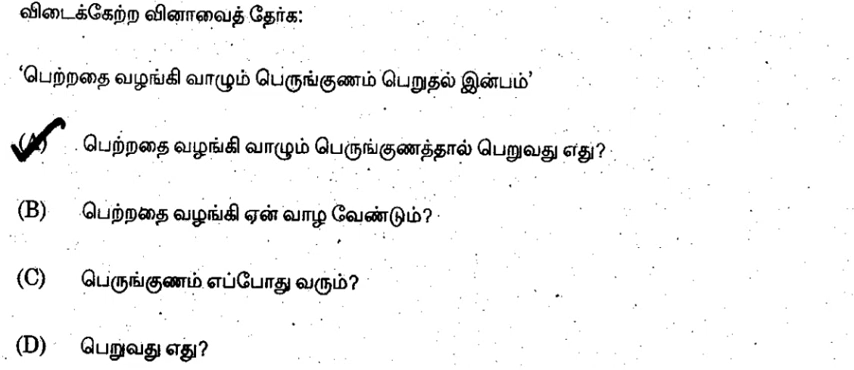 விடைக்கேற்ற வினாவைத் தேர்க:
‘பெற்றதை வழங்கி வாழும் பெருங்குணம் பெறுதல் இன்பம்’
(A) பெற்றதை வழங்கி வாழும் பெருங்குணத்தால் பெறுவது எது?
(B) பெற்றதை வழங்கி ஏன் வாழ வேண்டும்?
(C) பெருங்குணம் எப்போது வரும்?
(D) பெறுவது எது?